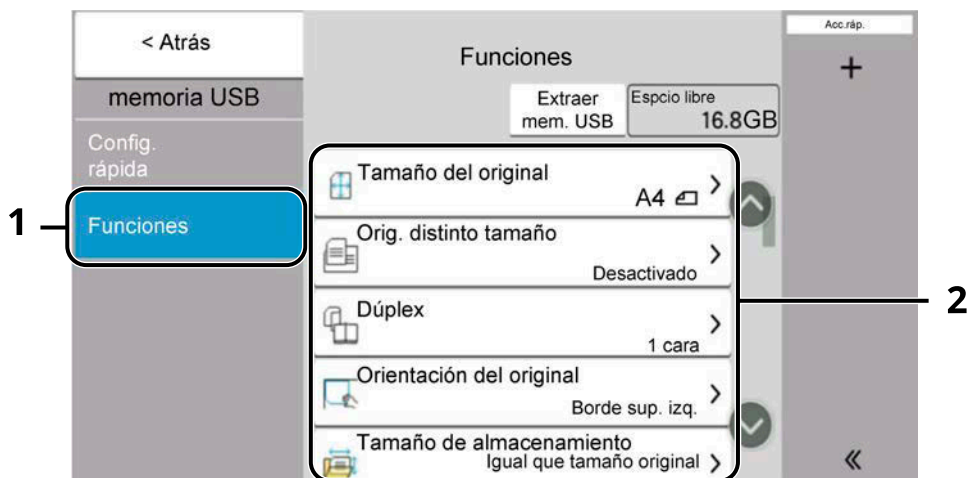 < Atrás
Funciones
Acc.ráp.
+
memoria USB
Extraer
mem. USB
Espcio libre
16.8GB
Config.
rápida
1
Funciones
Tamaño del original
A4
>
Orig. distinto tamaño
Desactivado
>
Dúplex
1 cara
>
2
Orientación del original
Borde sup. izq.
>
Tamaño de almacenamiento
Igual que tamaño original >
«